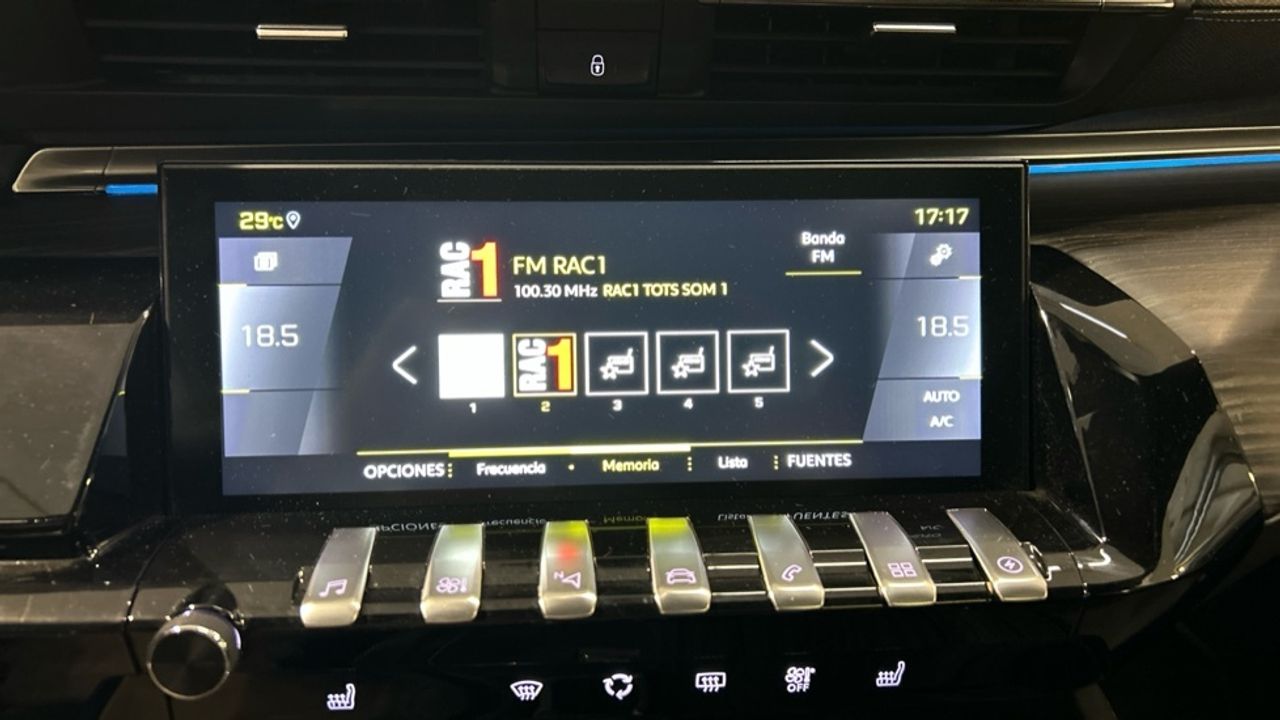 29°C
17:17
RAC 1
FM RAC1
100.30 MHz RAC1 TOTS SOM 1
Banda
FM
18.5
18.5
RAC 1
1
2
3
4
5
AUTO
A/C
OPCIONES Frecuencia Memoria Lista FUENTES
N
OFF